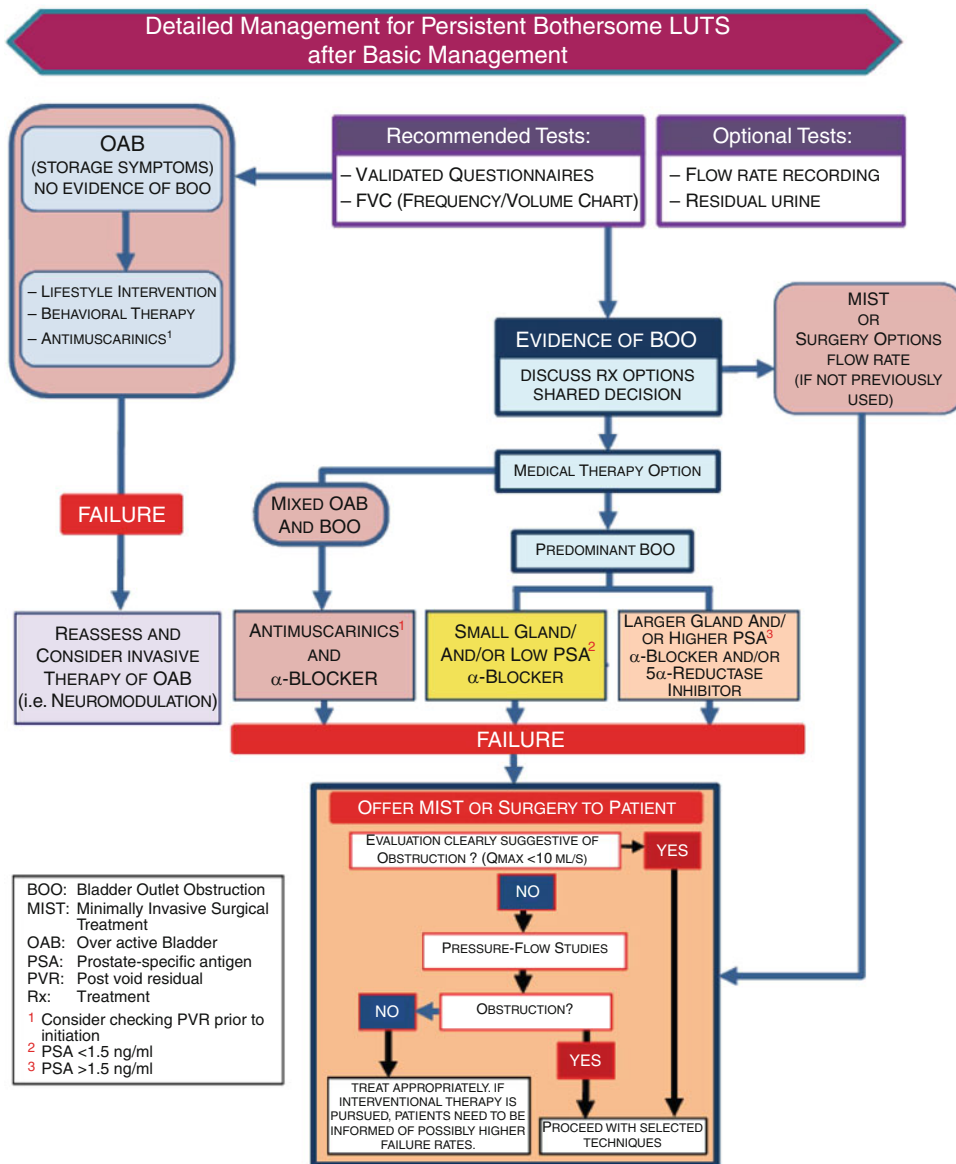 Detailed Management for Persistent Bothersome LUTS
after Basic Management
OAB
(STORAGE SYMPTOMS)
NO EVIDENCE OF BOO
– LIFESTYLE INTERVENTION
– BEHAVIORAL THERAPY
– ANTIMUSCARINICS¹
Recommended Tests:
– VALIDATED QUESTIONNAIRES
– FVC (FREQUENCY/VOLUME CHART)
Optional Tests:
– FLOW RATE RECORDING
– RESIDUAL URINE
EVIDENCE OF BOO
DISCUSS RX OPTIONS
SHARED DECISION
MIST
OR
SURGERY OPTIONS
FLOW RATE
(IF NOT PREVIOUSLY
USED)
MEDICAL THERAPY OPTION
MIXED OAB
AND BOO
PREDOMINANT BOO
FAILURE
REASSESS AND
CONSIDER INVASIVE
THERAPY OF OAB
(i.e. NEUROMODULATION)
ANTIMUSCARINICS¹
AND
α-BLOCKER
SMALL GLAND/
AND/OR LOW PSA²
α-BLOCKER
LARGER GLAND AND/
OR HIGHER PSA³
α-BLOCKER AND/OR
5α-REDUCTASE
INHIBITOR
FAILURE
OFFER MIST OR SURGERY TO PATIENT
EVALUATION CLEARLY SUGGESTIVE OF
OBSTRUCTION ? (QMAX <10 ML/S)
YES
NO
PRESSURE-FLOW STUDIES
OBSTRUCTION?
NO
YES
TREAT APPROPRIATELY. IF
INTERVENTIONAL THERAPY IS
PURSUED, PATIENTS NEED TO BE
INFORMED OF POSSIBLY HIGHER
FAILURE RATES.
PROCEED WITH SELECTED
TECHNIQUES
BOO: Bladder Outlet Obstruction
MIST: Minimally Invasive Surgical
Treatment
OAB: Over active Bladder
PSA: Prostate-specific antigen
PVR: Post void residual
Rx: Treatment
¹ Consider checking PVR prior to
initiation
² PSA <1.5 ng/ml
³ PSA >1.5 ng/ml